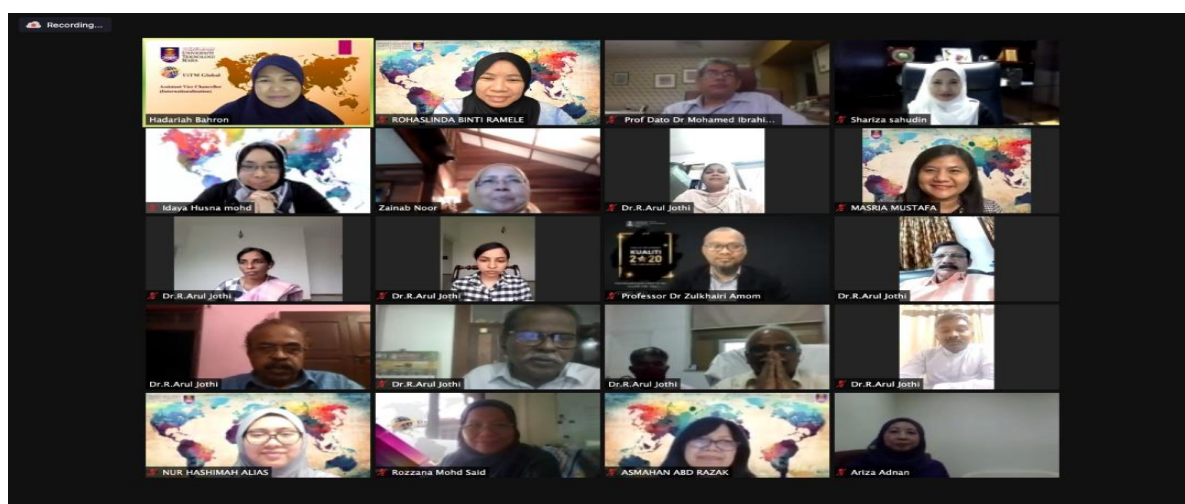 Recording...
UNIVERSITI
TEKNOLOGI
MARA
UiTM Global
Assistant Vice Chancellor
(Internationalisation)
Hadariah Bahron
ROHASLINDA BINTI RAMELE
Prof Dato Dr Mohamed Ibrahi...
Shariza sahudin
Idaya Husna mohd
Zainab Noor
Dr.R.Arul Jothi
MASRIA MUSTAFA
KUALITI
2020
Dr.R.Arul Jothi
Dr.R.Arul Jothi
Professor Dr Zulkhairi Amom
Dr.R.Arul Jothi
Dr.R.Arul Jothi
Dr.R.Arul Jothi
Dr.R.Arul Jothi
Dr.R.Arul Jothi
NUR HASHIMAH ALIAS
Rozzana Mohd Said
ASMAHAN ABD RAZAK
Ariza Adnan